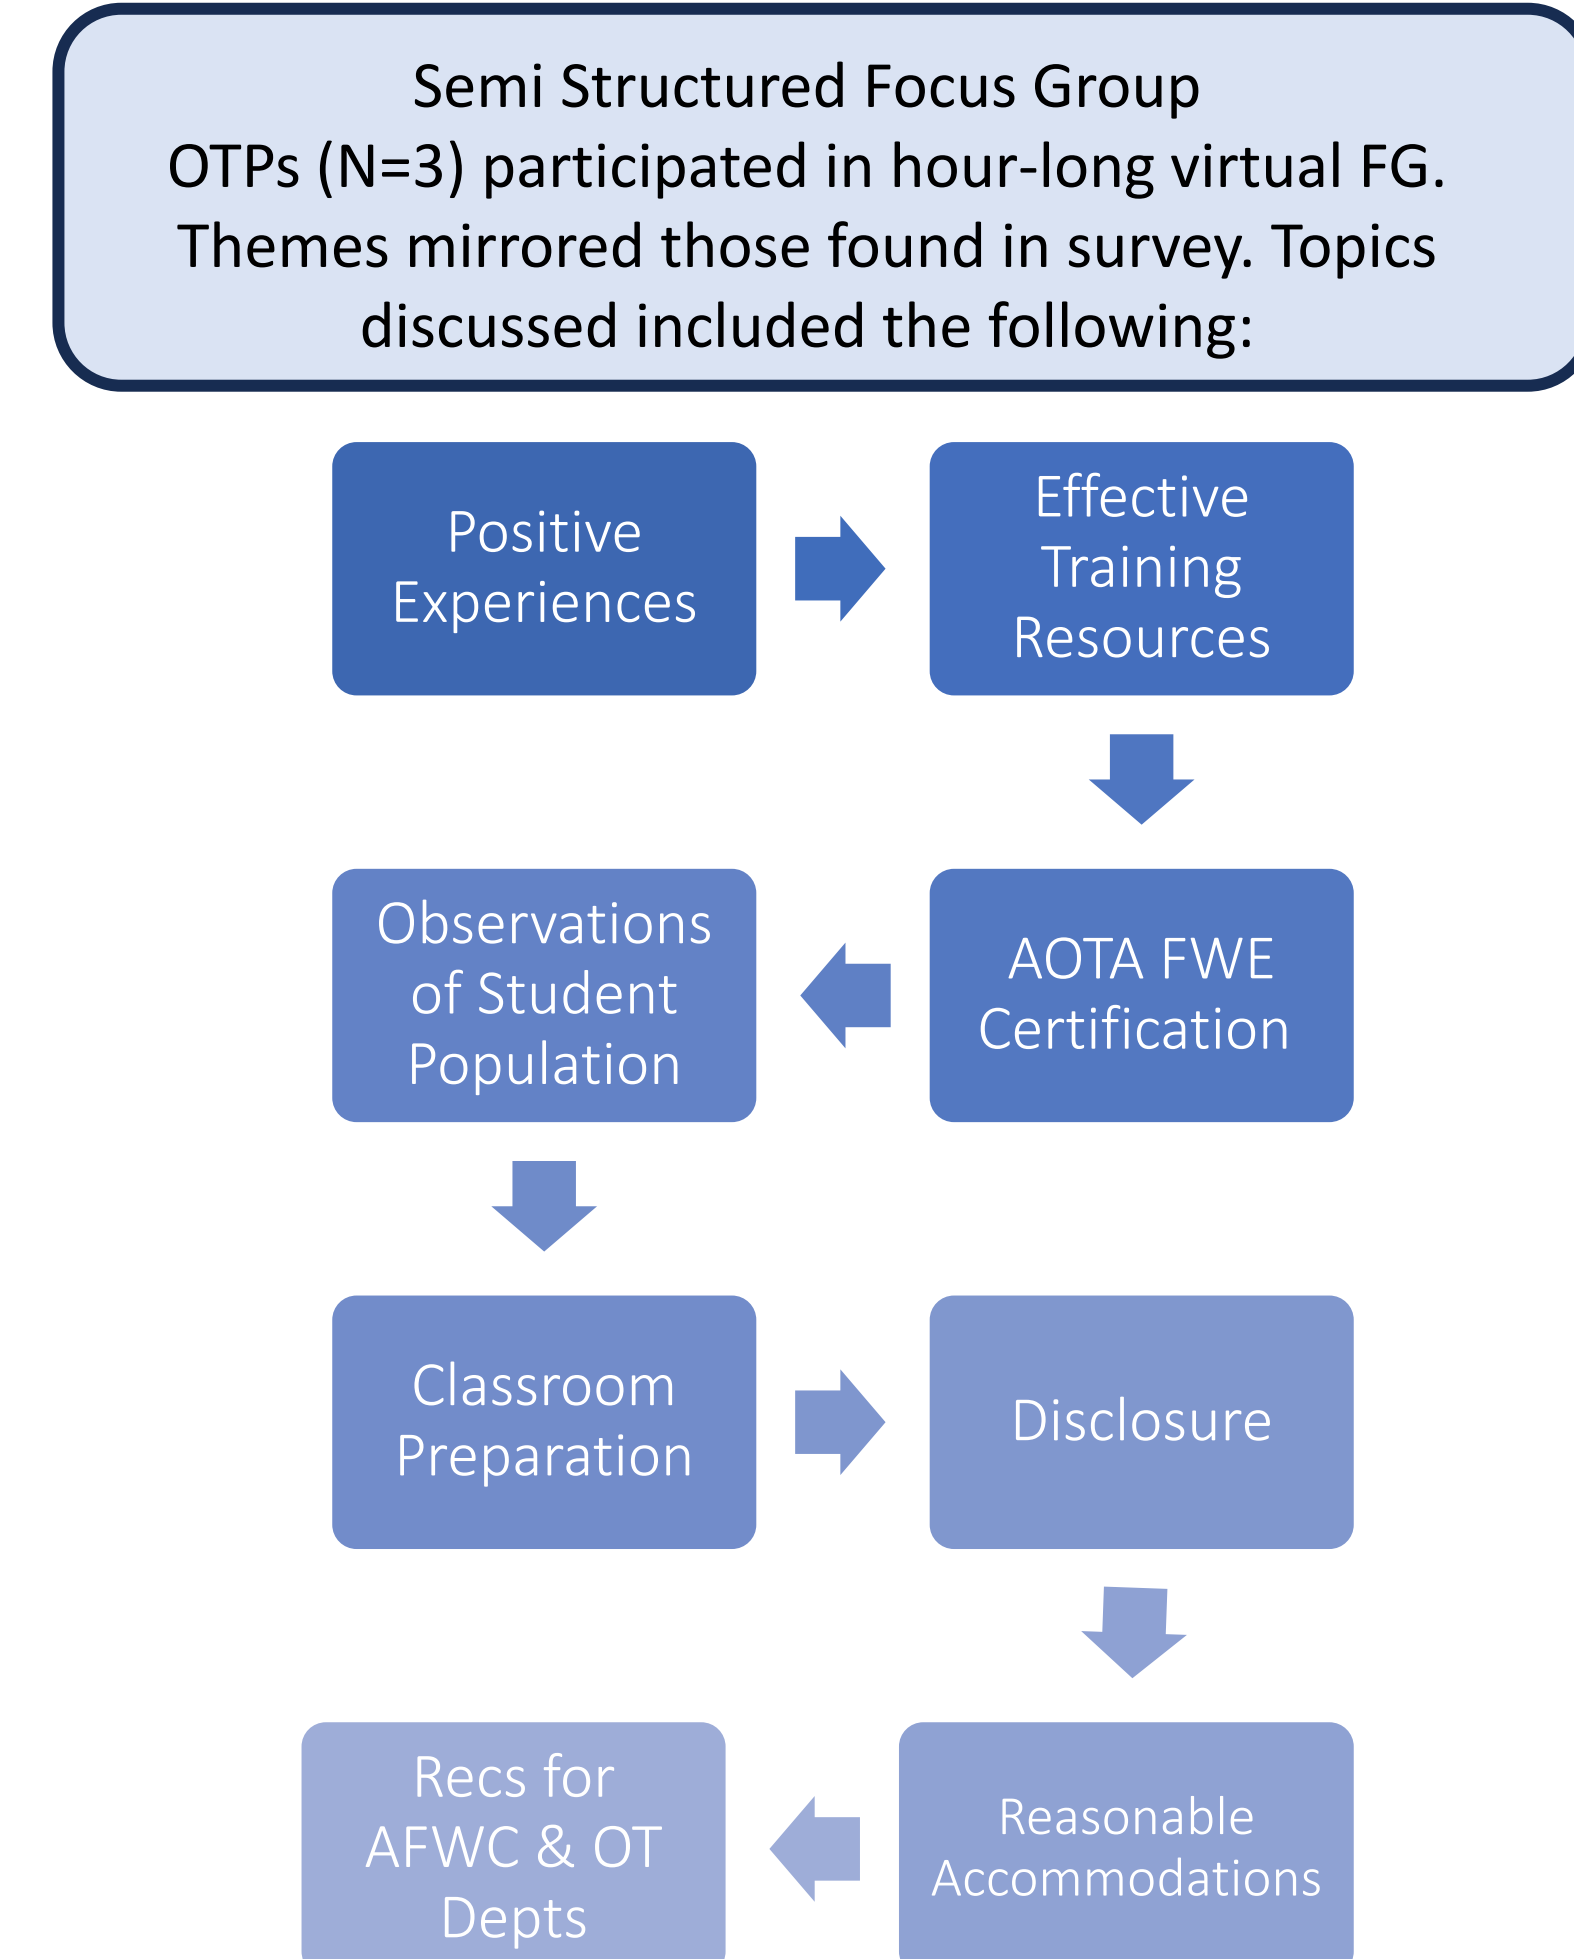 Semi Structured Focus Group
OTPs (N=3) participated in hour-long virtual FG.
Themes mirrored those found in survey. Topics
discussed included the following:
Positive
Experiences
Effective
Training
Resources
AOTA FWE
Certification
Observations
of Student
Population
Classroom
Preparation
Disclosure
Reasonable
Accommodations
Recs for
AFWC & OT
Depts